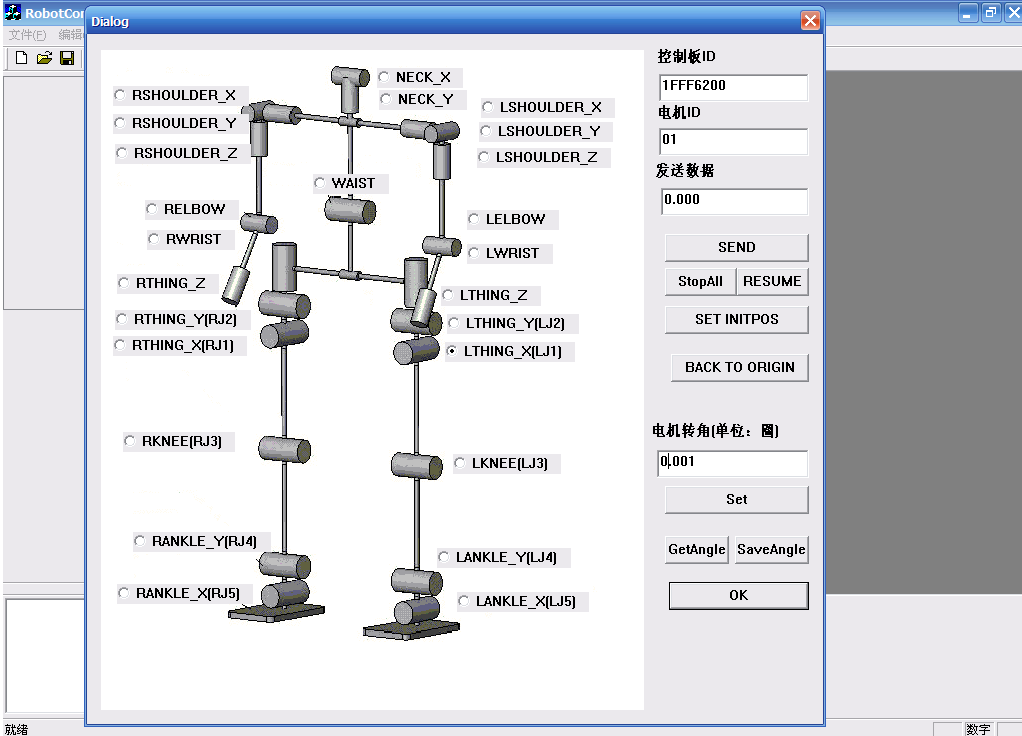 RobotCon
Dialog
文件(F) 编辑
NECK_X
NECK_Y
RSHOULDER_X
RSHOULDER_Y
RSHOULDER_Z
LSHOULDER_X
LSHOULDER_Y
LSHOULDER_Z
WAIST
RELBOW
RWRIST
LELBOW
LWRIST
RTHING_Z
RTHING_Y(RJ2)
RTHING_X(RJ1)
LTHING_Z
LTHING_Y(LJ2)
LTHING_X(LJ1)
RKNEE(RJ3)
LKNEE(LJ3)
RANKLE_Y(RJ4)
RANKLE_X(RJ5)
LANKLE_Y(LJ4)
LANKLE_X(LJ5)
控制板ID
1FFF6200
电机ID
01
发送数据
0.000
SEND
StopAll RESUME
SET INITPOS
BACK TO ORIGIN
电机转角(单位：圈)
0.001
Set
GetAngle SaveAngle
OK
就绪
数字